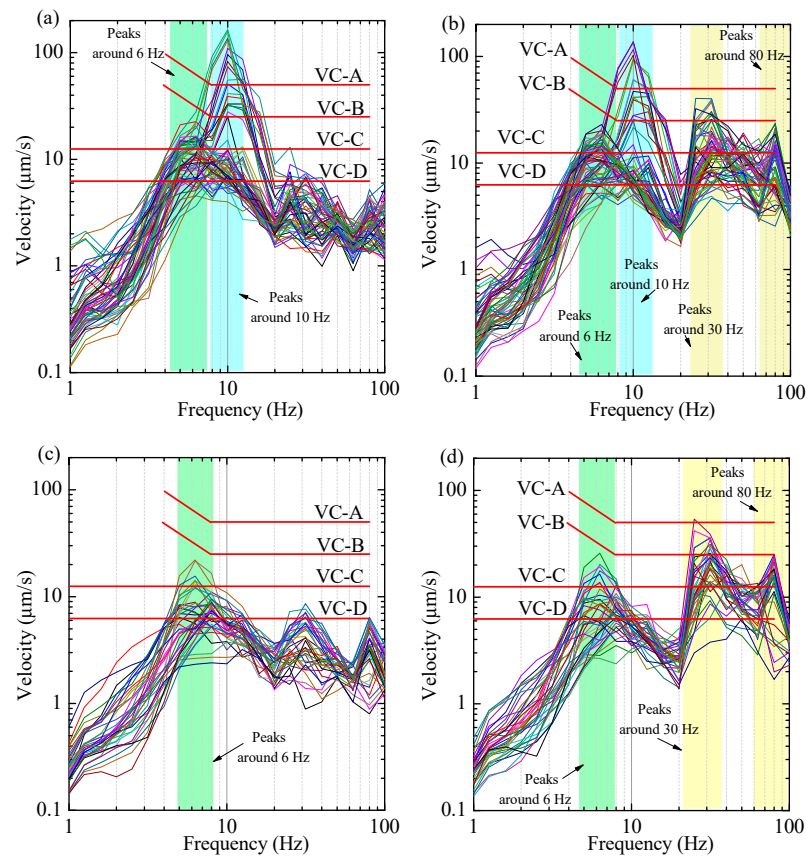 (a)
Peaks
around 6 Hz
VC-A
VC-B
VC-C
VC-D
Peaks
around 10 Hz
100
10
1
0.1
Velocity (μm/s)
1
10
100
Frequency (Hz)
(b)
Peaks
around 80 Hz
VC-A
VC-B
VC-C
VC-D
Peaks
around 10 Hz
Peaks
around 6 Hz
Peaks
around 30 Hz
100
10
1
0.1
Velocity (μm/s)
1
10
100
Frequency (Hz)
(c)
VC-A
VC-B
VC-C
VC-D
Peaks
around 6 Hz
100
10
1
0.1
Velocity (μm/s)
1
10
100
Frequency (Hz)
(d)
Peaks
around 80 Hz
VC-A
VC-B
VC-C
VC-D
Peaks
around 30 Hz
Peaks
around 6 Hz
100
10
1
0.1
Velocity (μm/s)
1
10
100
Frequency (Hz)